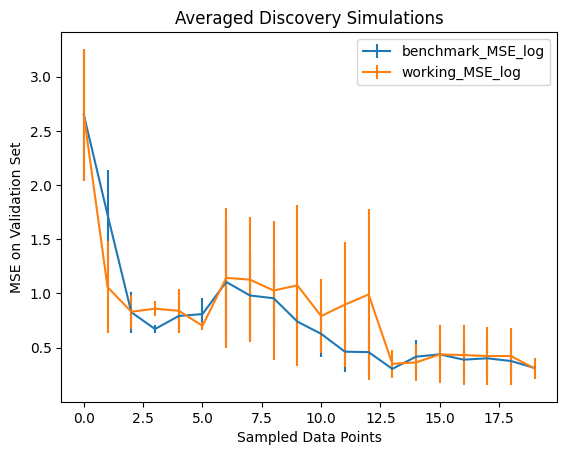 Averaged Discovery Simulations
benchmark_MSE_log
working_MSE_log
MSE on Validation Set
3.0
2.5
2.0
1.5
1.0
0.5
0.0 2.5 5.0 7.5 10.0 12.5 15.0 17.5
Sampled Data Points